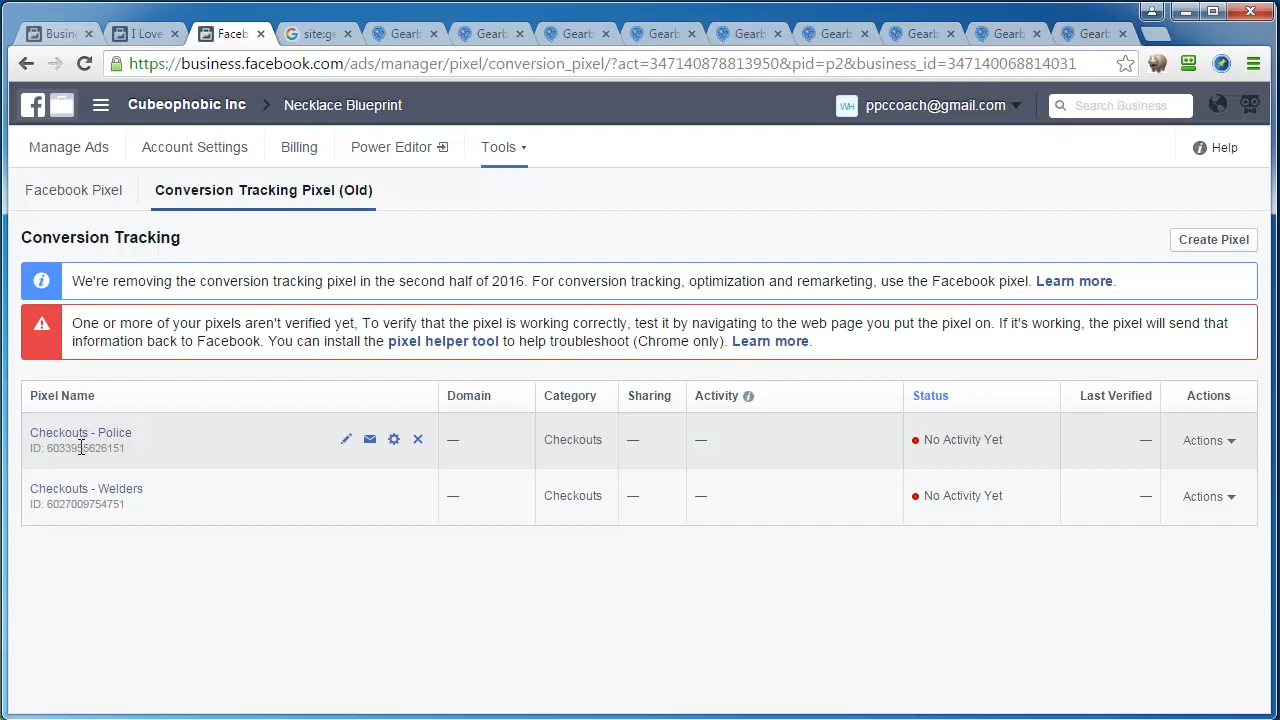 Busin
I Love
Faceb
site:ge
Gearb
Gearb
Gearb
Gearb
Gearb
Gearb
Gearb
Gearb
Gearb
https://business.facebook.com/ads/manager/pixel/conversion_pixel/?act=347140878813950&pid=p2&business_id=347140068814031
Cubeophobic Inc > Necklace Blueprint
WH ppccoach@gmail.com
Search Business
Manage Ads
Account Settings
Billing
Power Editor
Tools
Help
Facebook Pixel
Conversion Tracking Pixel (Old)
Conversion Tracking
Create Pixel
We're removing the conversion tracking pixel in the second half of 2016. For conversion tracking, optimization and remarketing, use the Facebook pixel. Learn more.
One or more of your pixels aren't verified yet, To verify that the pixel is working correctly, test it by navigating to the web page you put the pixel on. If it's working, the pixel will send that
information back to Facebook. You can install the pixel helper tool to help troubleshoot (Chrome only). Learn more.
Pixel Name Domain Category Sharing Activity Status Last Verified Actions
Checkouts - Police — Checkouts — — No Activity Yet — Actions
ID: 6033955626151
Checkouts - Welders — Checkouts — — No Activity Yet — Actions
ID: 6027009754751